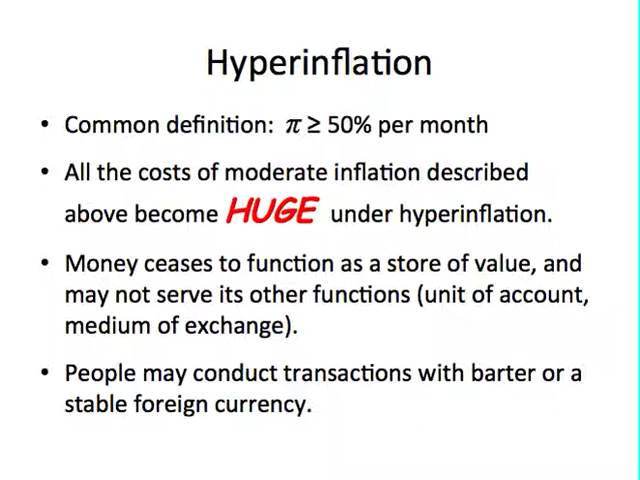 Hyperinflation
• Common definition: π ≥ 50% per month
• All the costs of moderate inflation described
above become HUGE under hyperinflation.
• Money ceases to function as a store of value, and
may not serve its other functions (unit of account,
medium of exchange).
• People may conduct transactions with barter or a
stable foreign currency.